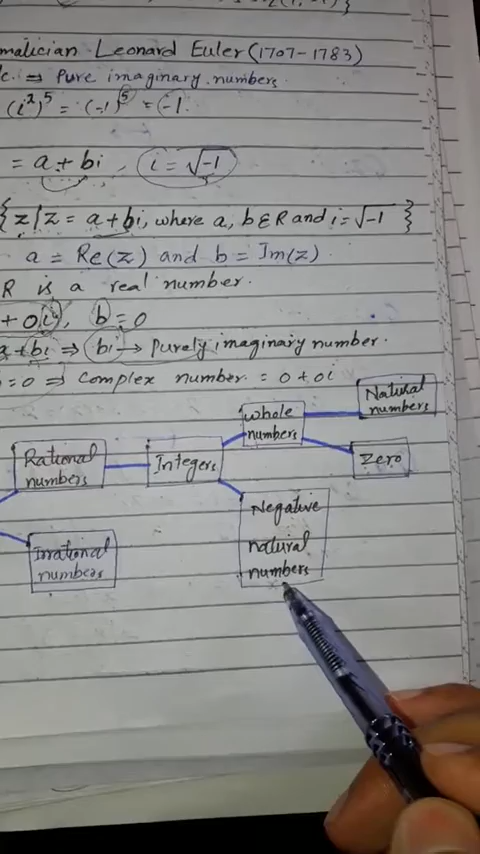 malician Leonard Euler (1707-1783)
⇒ Pure imaginary numbers
(i²)⁵ = (-1)⁵ = -1.
= a + bi, i = √-1
{z/z = a + bi, where a, b ∈ R and i = √-1}
a = Re(z) and b = Im(z)
R is a real number.
+ 0(i), b = 0
a + bi ⇒ bi → purely imaginary number.
= 0 ⇒ complex number = 0 + 0i
Natural
numbers
whole
numbers
Rational
numbers
Integers
Zero
Negative
natural
numbers
Irrational
numbers